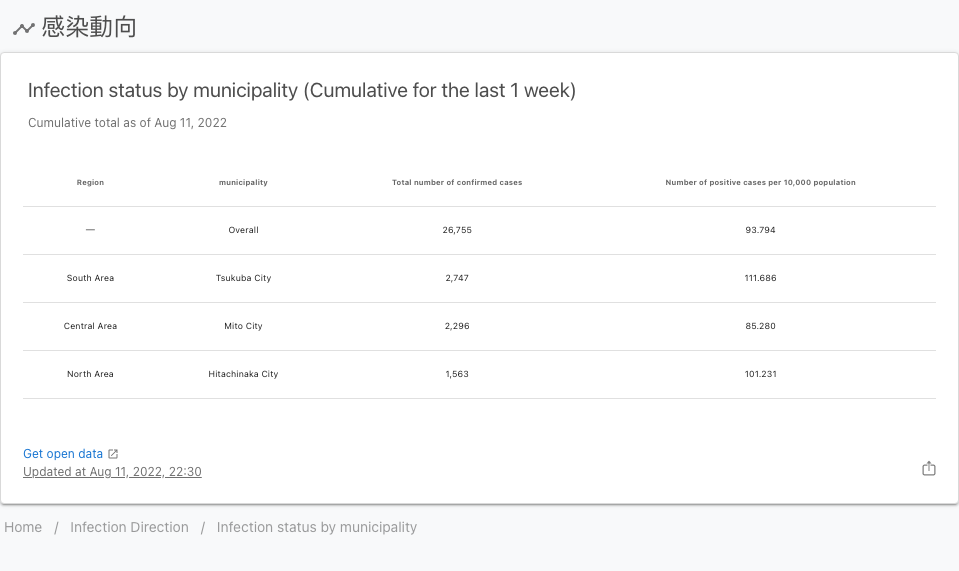 感染動向
Infection status by municipality (Cumulative for the last 1 week)
Cumulative total as of Aug 11, 2022
Region municipality Total number of confirmed cases Number of positive cases per 10,000 population
— Overall 26,755 93.794
South Area Tsukuba City 2,747 111.686
Central Area Mito City 2,296 85.280
North Area Hitachinaka City 1,563 101.231
Get open data
Updated at Aug 11, 2022, 22:30
Home / Infection Direction / Infection status by municipality